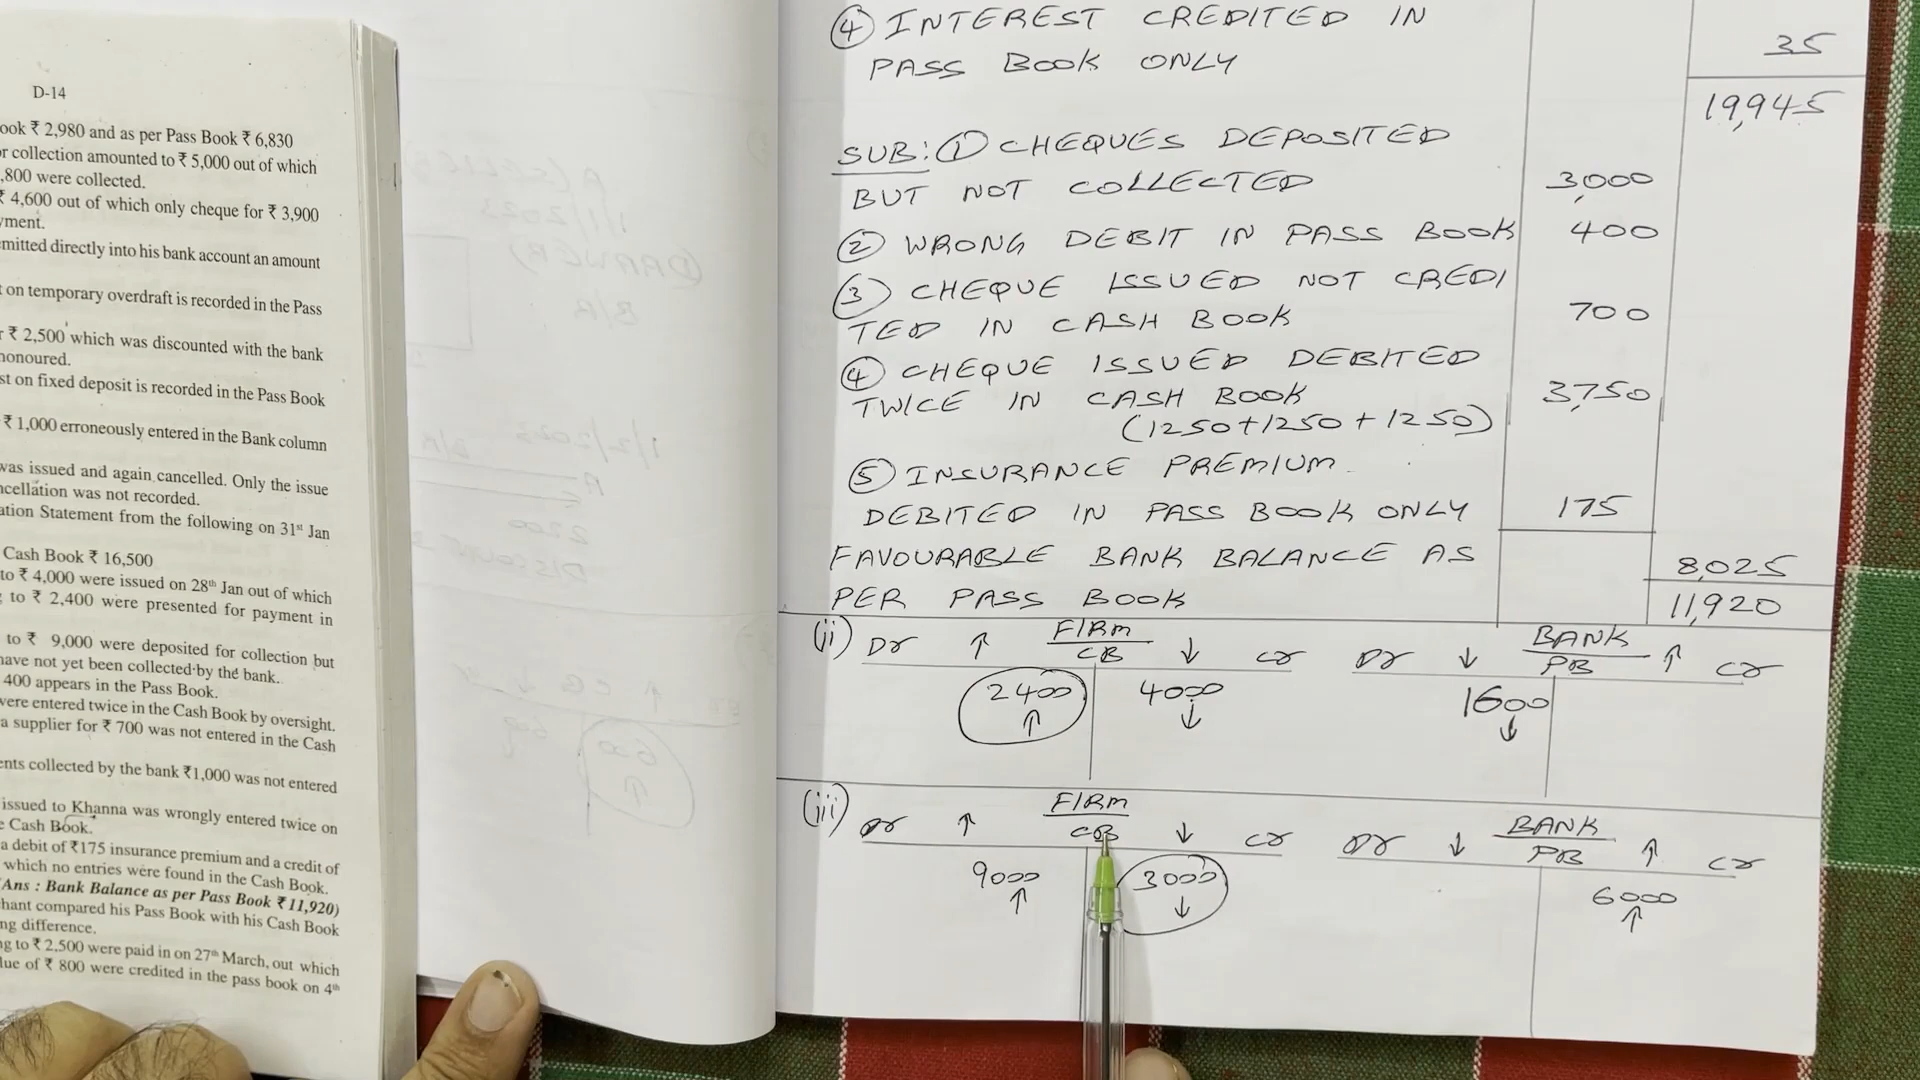 D-14
ook ₹ 2,980 and as per Pass Book ₹ 6,830
r collection amounted to ₹ 5,000 out of which
,800 were collected.
₹ 4,600 out of which only cheque for ₹ 3,900
yment.
mitted directly into his bank account an amount
t on temporary overdraft is recorded in the Pass
r ₹ 2,500 which was discounted with the bank
honoured.
st on fixed deposit is recorded in the Pass Book
₹ 1,000 erroneously entered in the Bank column
was issued and again cancelled. Only the issue
ncellation was not recorded.
ation Statement from the following on 31st Jan
Cash Book ₹ 16,500
to ₹ 4,000 were issued on 28th Jan out of which
g to ₹ 2,400 were presented for payment in
to ₹ 9,000 were deposited for collection but
have not yet been collected by the bank.
400 appears in the Pass Book.
were entered twice in the Cash Book by oversight.
a supplier for ₹ 700 was not entered in the Cash
ents collected by the bank ₹1,000 was not entered
issued to Khanna was wrongly entered twice on
e Cash Book.
a debit of ₹175 insurance premium and a credit of
which no entries were found in the Cash Book.
(Ans : Bank Balance as per Pass Book ₹ 11,920)
hant compared his Pass Book with his Cash Book
ng difference.
ng to ₹ 2,500 were paid in on 27th March, out which
lue of ₹ 800 were credited in the pass book on 4th
④ INTEREST CREDITED IN
PASS BOOK ONLY 35
19,945
SUB: ① CHEQUES DEPOSITED
BUT NOT COLLECTED 3,000
② WRONG DEBIT IN PASS BOOK 400
③ CHEQUE ISSUED NOT CREDI
TED IN CASH BOOK 700
④ CHEQUE ISSUED DEBITED
TWICE IN CASH BOOK 3,750
(1250+1250+1250)
⑤ INSURANCE PREMIUM
DEBITED IN PASS BOOK ONLY 175
FAVOURABLE BANK BALANCE AS 8,025
PER PASS BOOK 11,920
(ii) Dr ↑ FIRM CB ↓ cr Dr ↓ BANK PB ↑ cr
2400 ↑ 4000 ↓ 1600 ↓
(iii) Dr ↑ FIRM CB ↓ cr Dr ↓ BANK PB ↑ cr
9000 ↑ 3000 ↓ 6000 ↑